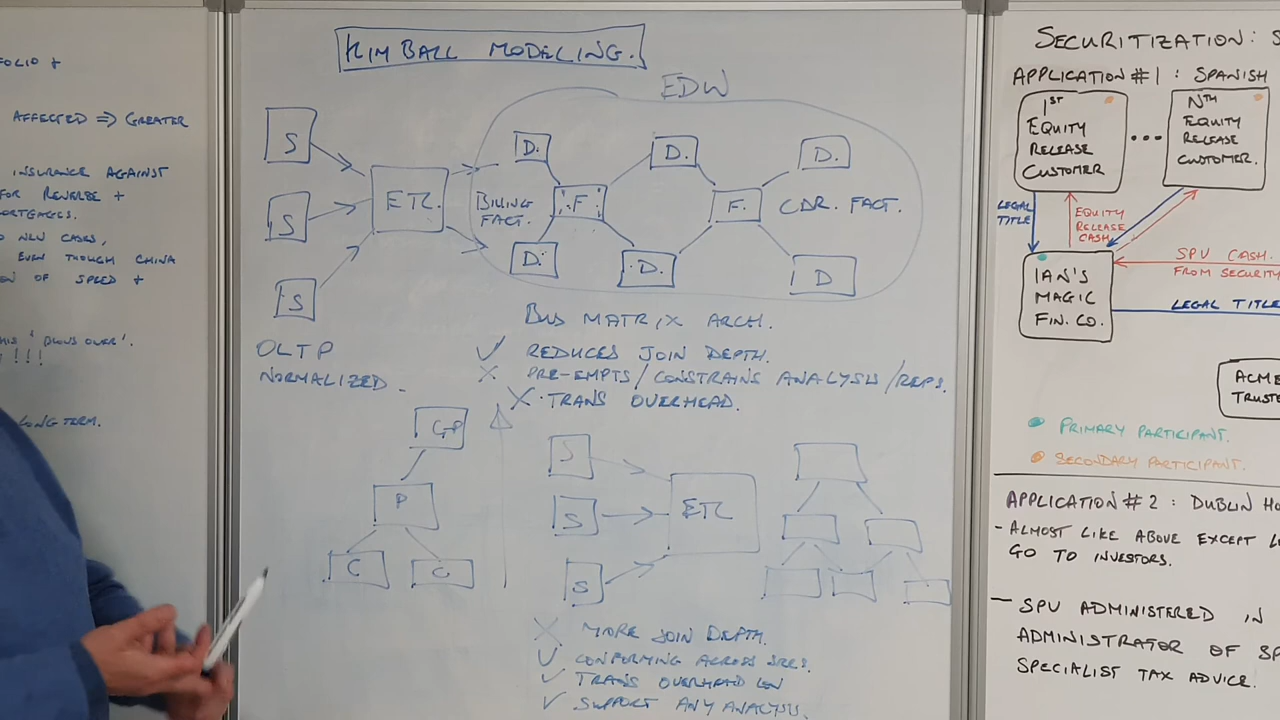 FOLIO +
AFFECTED => GREATER
INSURANCE AGAINST
FOR REVERSE +
NEW CASES,
EVEN THOUGH CHINA
OF SPEED +
'BLOWS OVER'.
!!!
LONG TERM.
KIMBALL MODELING.
EDW
S
S
S
ETL.
D.
D.
D.
BILLING
FACT.
F
F.
CDR. FACT.
D.
D.
D
BUS MATRIX ARCH.
OLTP
NORMALIZED.
✓ REDUCES JOIN DEPTH.
X PRE-EMPTS/CONSTRAINS ANALYSIS/REPS.
X TRANS OVERHEAD.
GP
P
C
C
S
S
S
ETL
X MORE JOIN DEPTH.
✓ CONFORMING ACROSS SRCS.
✓ TRANS OVERHEAD LOW
✓ SUPPORT ANY ANALYSIS.
SECURITIZATION: S
APPLICATION #1 : SPANISH
1ST
EQUITY
RELEASE
CUSTOMER
...
NTH
EQUITY
RELEASE
CUSTOMER.
LEGAL
TITLE
EQUITY
RELEASE
CASH
IAN'S
MAGIC
FIN. CO.
SPV CASH.
FROM SECURITY
LEGAL TITLE
ACME
TRUSTE
PRIMARY PARTICIPANT.
SECONDARY PARTICIPANT.
APPLICATION #2 : DUBLIN HO
- ALMOST LIKE ABOVE EXCEPT L
GO TO INVESTORS.
- SPV ADMINISTERED IN
ADMINISTRATOR OF SP
SPECIALIST TAX ADVICE.